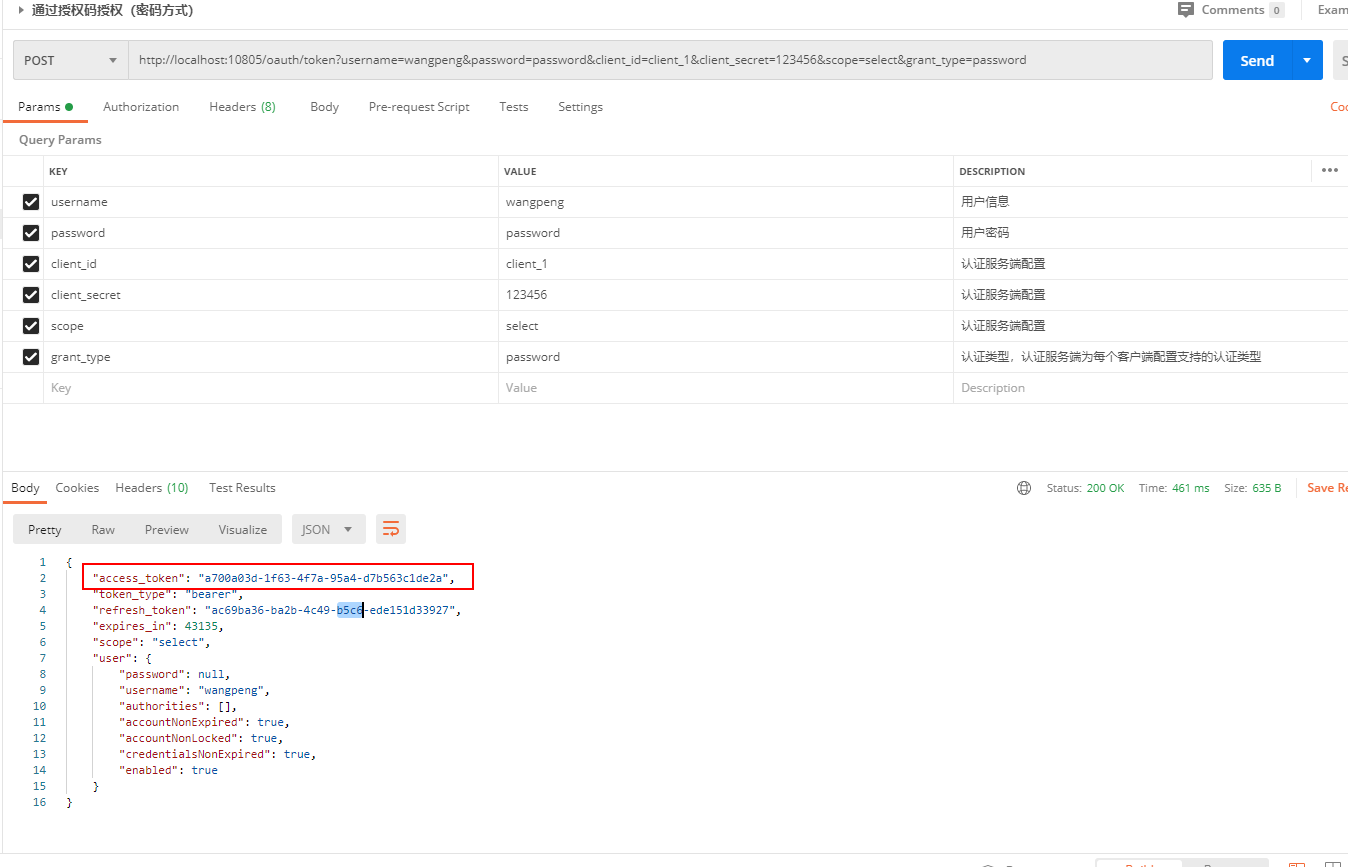 通过授权码授权（密码方式）
Comments 0
Exam
POST
http://localhost:10805/oauth/token?username=wangpeng&password=password&client_id=client_1&client_secret=123456&scope=select&grant_type=password
Send
S
Params
Authorization
Headers (8)
Body
Pre-request Script
Tests
Settings
Coo
Query Params
KEY VALUE DESCRIPTION
username wangpeng 用户信息
password password 用户密码
client_id client_1 认证服务端配置
client_secret 123456 认证服务端配置
scope select 认证服务端配置
grant_type password 认证类型，认证服务端为每个客户端配置支持的认证类型
Key Value Description
Body Cookies Headers (10) Test Results
Status: 200 OK Time: 461 ms Size: 635 B
Save Re
Pretty Raw Preview Visualize JSON
1 {
2 "access_token": "a700a03d-1f63-4f7a-95a4-d7b563c1de2a",
3 "token_type": "bearer",
4 "refresh_token": "ac69ba36-ba2b-4c49-b5c6-ede151d33927",
5 "expires_in": 43135,
6 "scope": "select",
7 "user": {
8 "password": null,
9 "username": "wangpeng",
10 "authorities": [],
11 "accountNonExpired": true,
12 "accountNonLocked": true,
13 "credentialsNonExpired": true,
14 "enabled": true
15 }
16 }